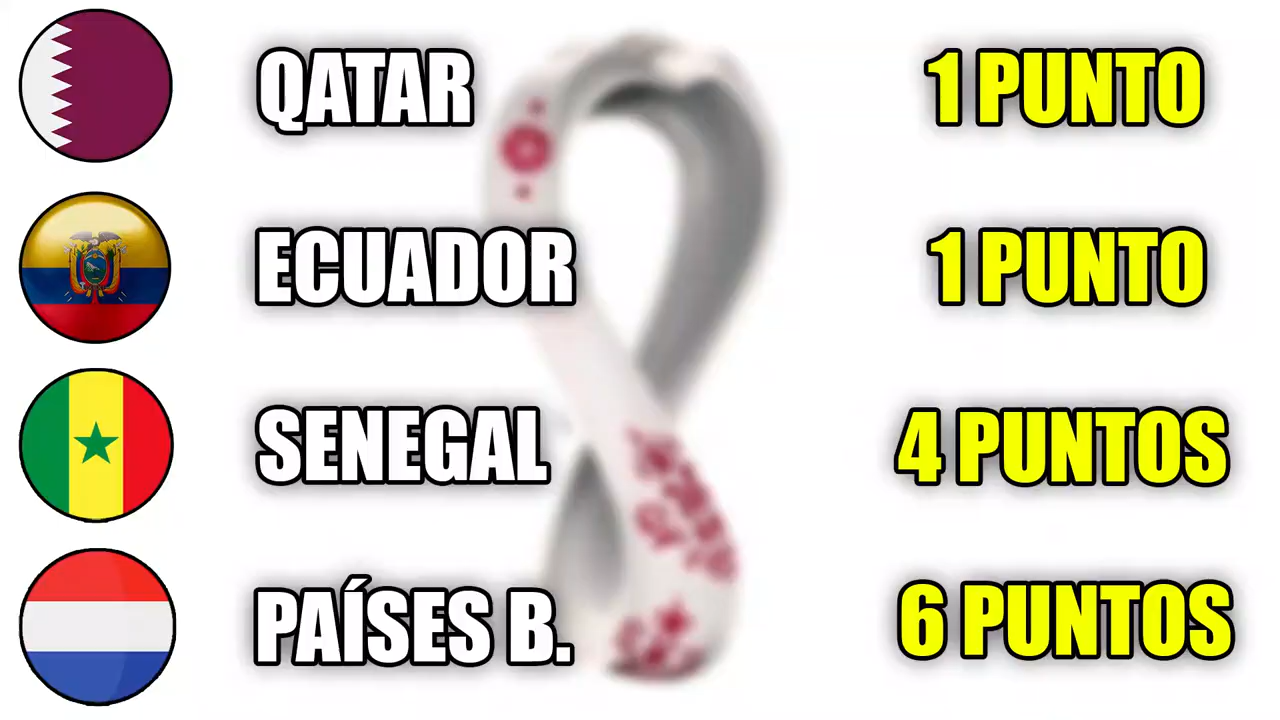 QATAR 1 PUNTO
ECUADOR 1 PUNTO
SENEGAL 4 PUNTOS
PAÍSES B. 6 PUNTOS